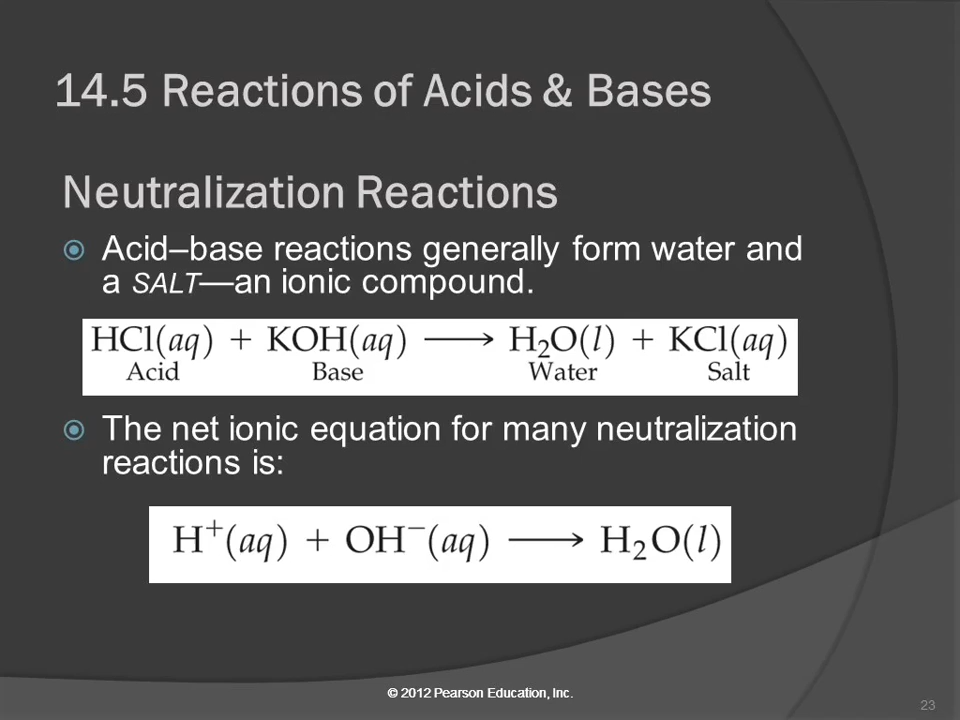 14.5 Reactions of Acids & Bases
Neutralization Reactions
Acid–base reactions generally form water and
a SALT—an ionic compound.
HCl(aq) + KOH(aq) ⟶ H₂O(l) + KCl(aq)
Acid Base Water Salt
The net ionic equation for many neutralization
reactions is:
H⁺(aq) + OH⁻(aq) ⟶ H₂O(l)
© 2012 Pearson Education, Inc.
23